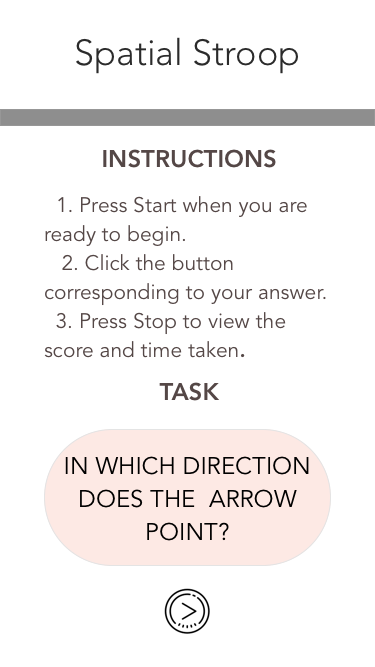 Spatial Stroop
INSTRUCTIONS
1. Press Start when you are
ready to begin.
2. Click the button
corresponding to your answer.
3. Press Stop to view the
score and time taken.
TASK
IN WHICH DIRECTION
DOES THE ARROW
POINT?